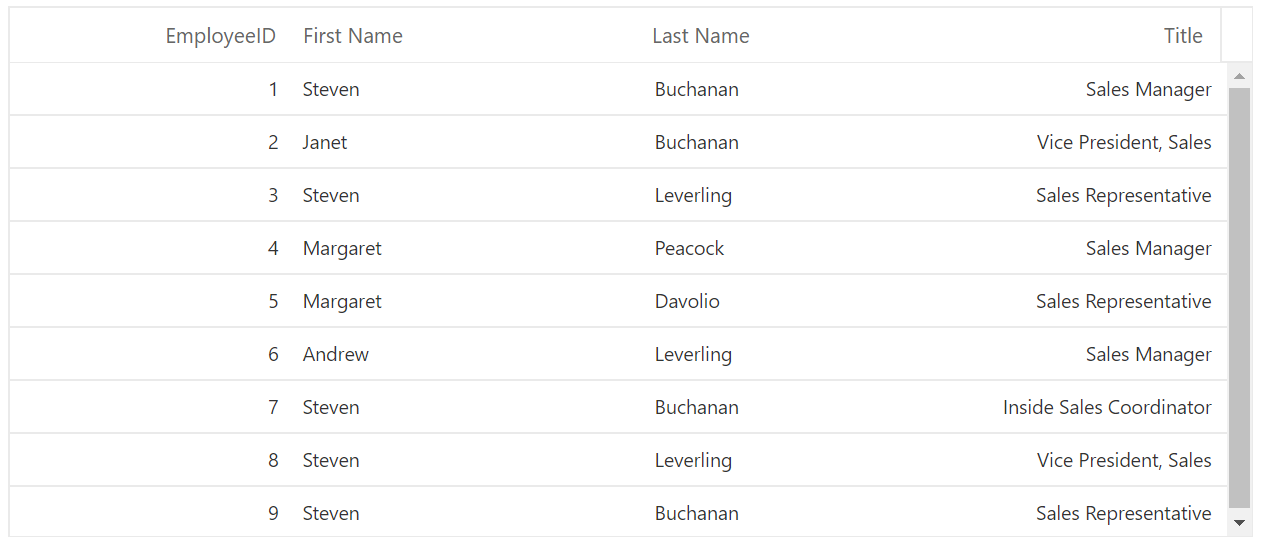 EmployeeID First Name Last Name Title
1 Steven Buchanan Sales Manager
2 Janet Buchanan Vice President, Sales
3 Steven Leverling Sales Representative
4 Margaret Peacock Sales Manager
5 Margaret Davolio Sales Representative
6 Andrew Leverling Sales Manager
7 Steven Buchanan Inside Sales Coordinator
8 Steven Leverling Vice President, Sales
9 Steven Buchanan Sales Representative